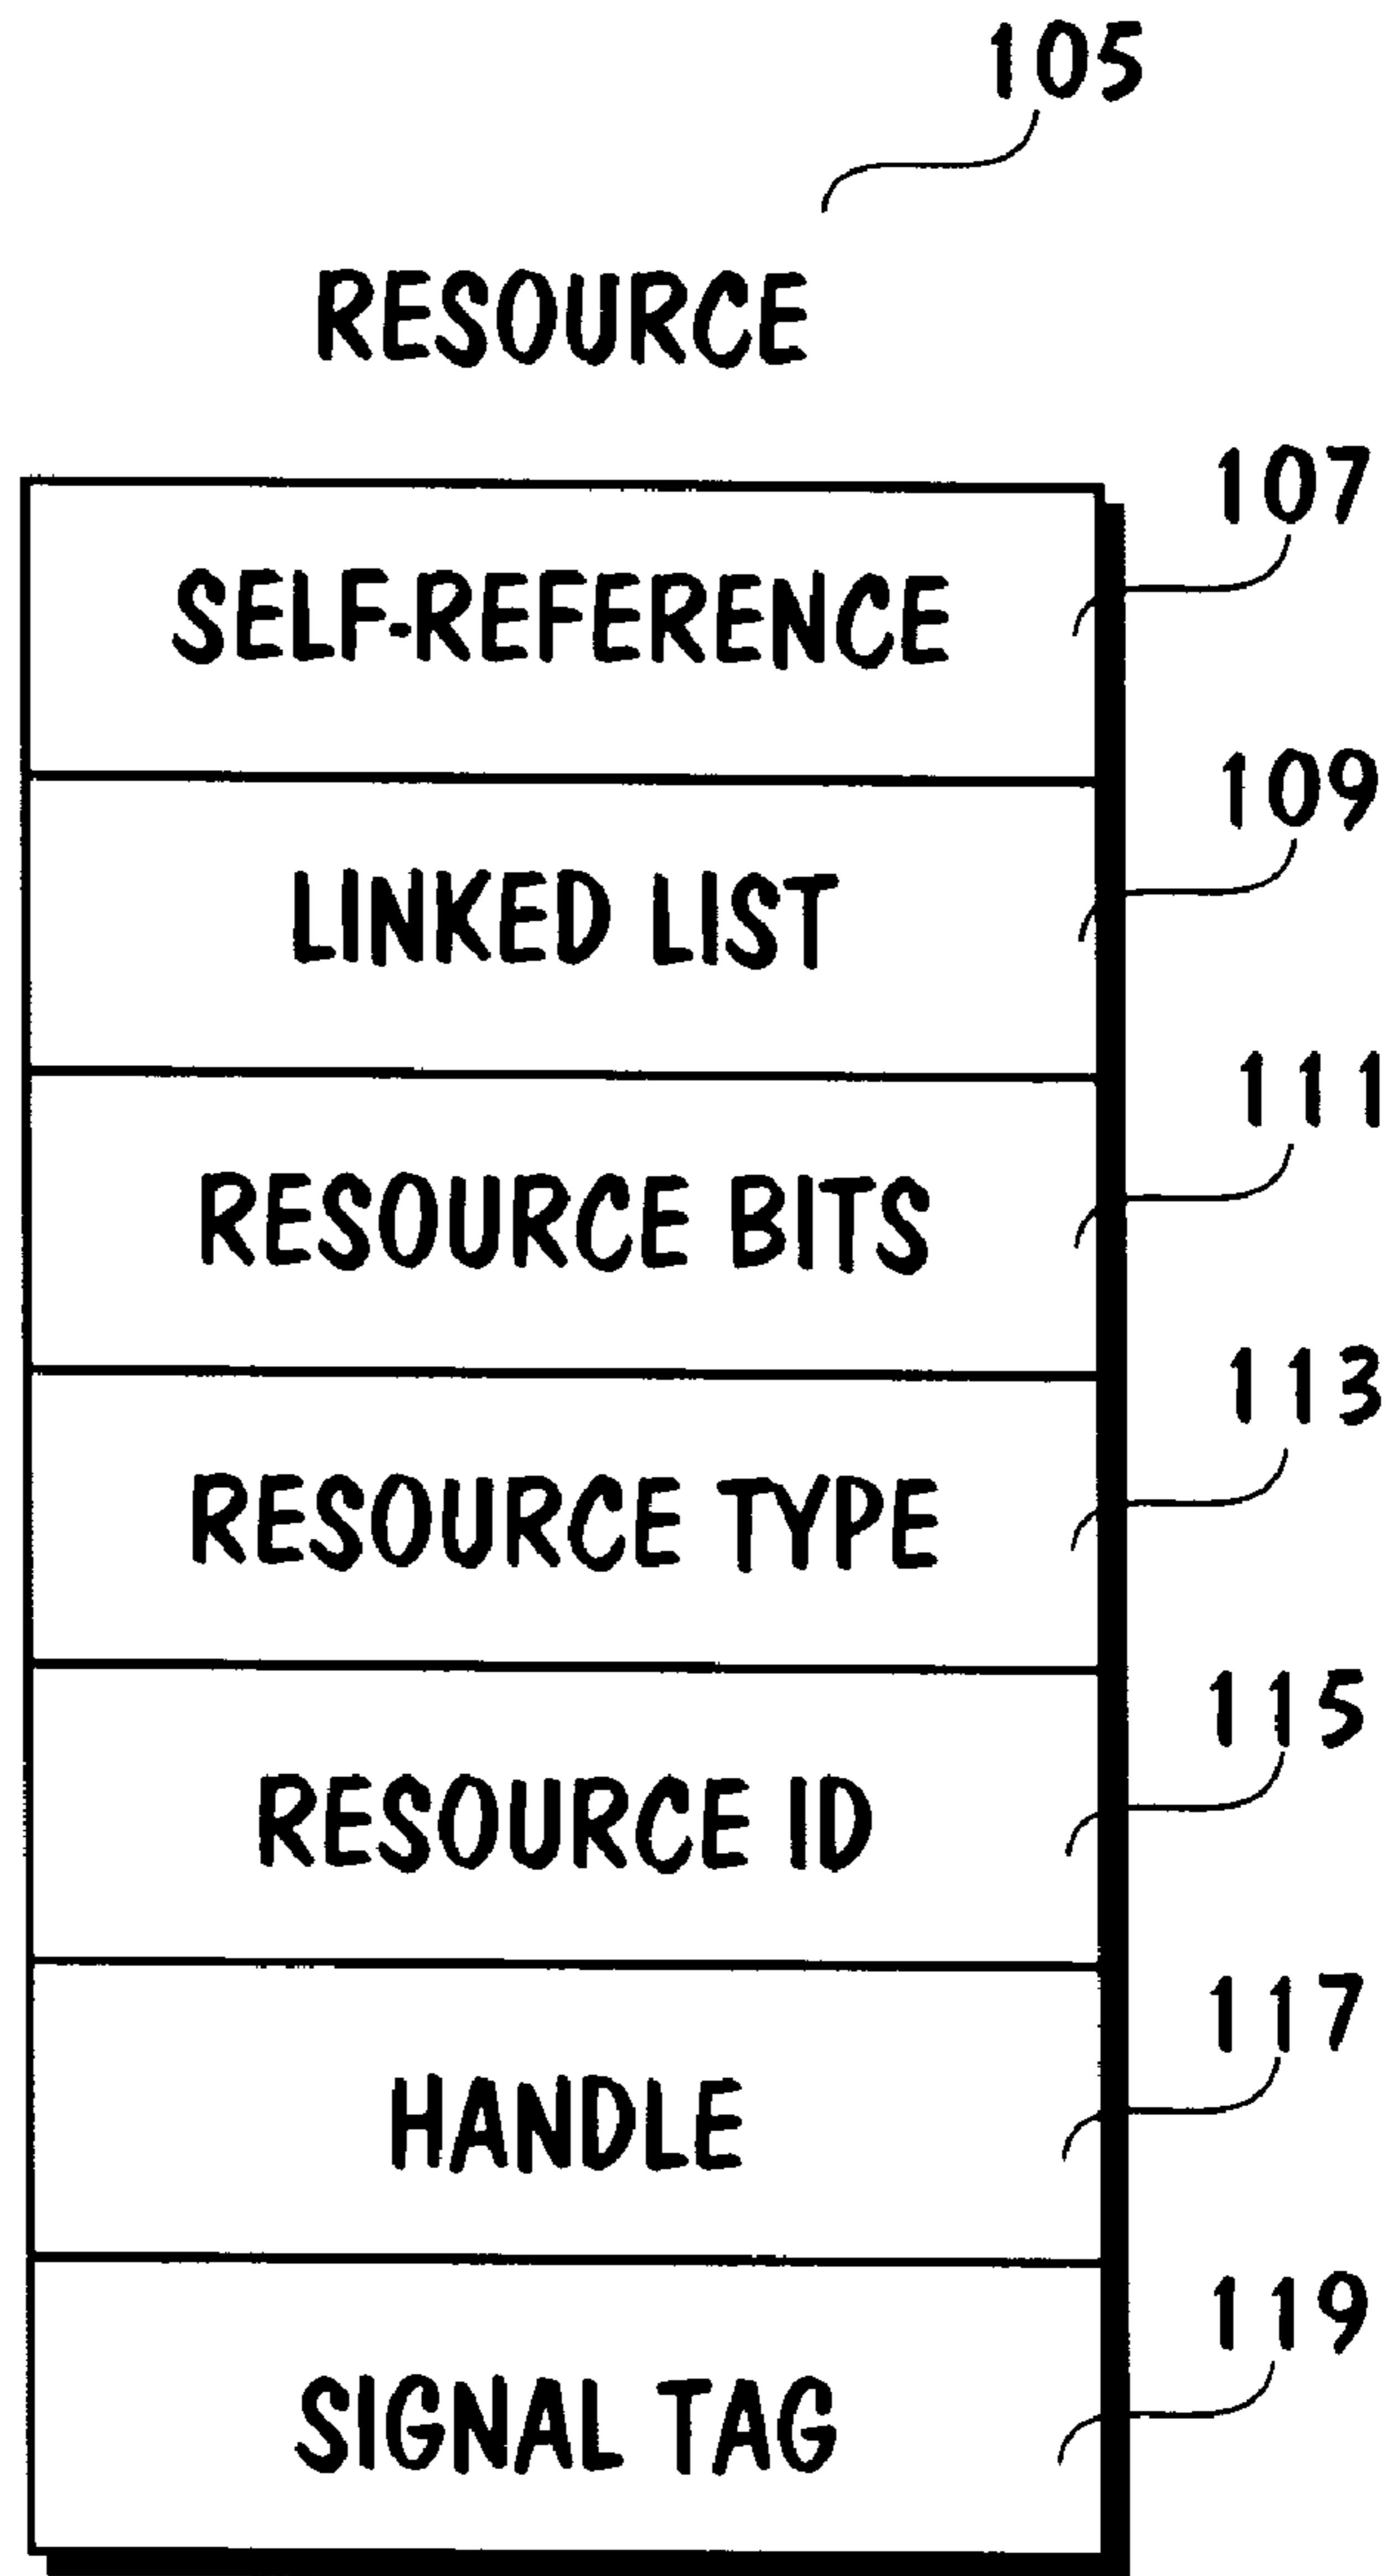 105
RESOURCE
107
SELF-REFERENCE
109
LINKED LIST
111
RESOURCE BITS
113
RESOURCE TYPE
115
RESOURCE ID
117
HANDLE
119
SIGNAL TAG